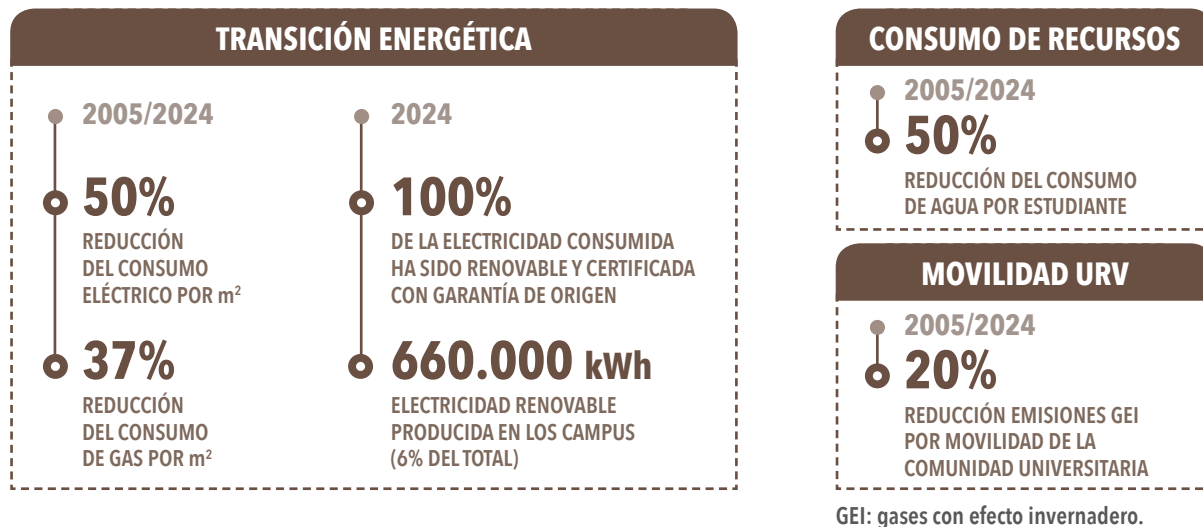 TRANSICIÓN ENERGÉTICA
2005/2024
50%
REDUCCIÓN
DEL CONSUMO
ELÉCTRICO POR m²
37%
REDUCCIÓN
DEL CONSUMO
DE GAS POR m²
2024
100%
DE LA ELECTRICIDAD CONSUMIDA
HA SIDO RENOVABLE Y CERTIFICADA
CON GARANTÍA DE ORIGEN
660.000 kWh
ELECTRICIDAD RENOVABLE
PRODUCIDA EN LOS CAMPUS
(6% DEL TOTAL)
CONSUMO DE RECURSOS
2005/2024
50%
REDUCCIÓN DEL CONSUMO
DE AGUA POR ESTUDIANTE
MOVILIDAD URV
2005/2024
20%
REDUCCIÓN EMISIONES GEI
POR MOVILIDAD DE LA
COMUNIDAD UNIVERSITARIA
GEI: gases con efecto invernadero.